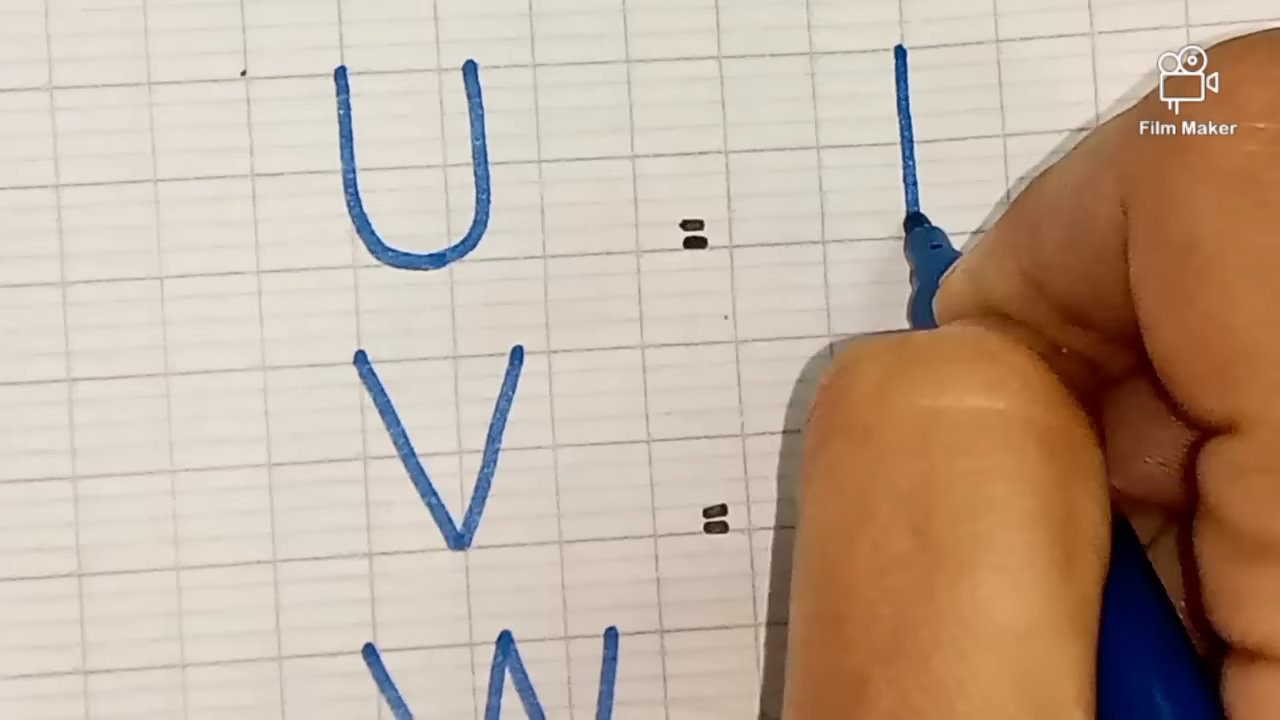 U =
V =
W
Film Maker